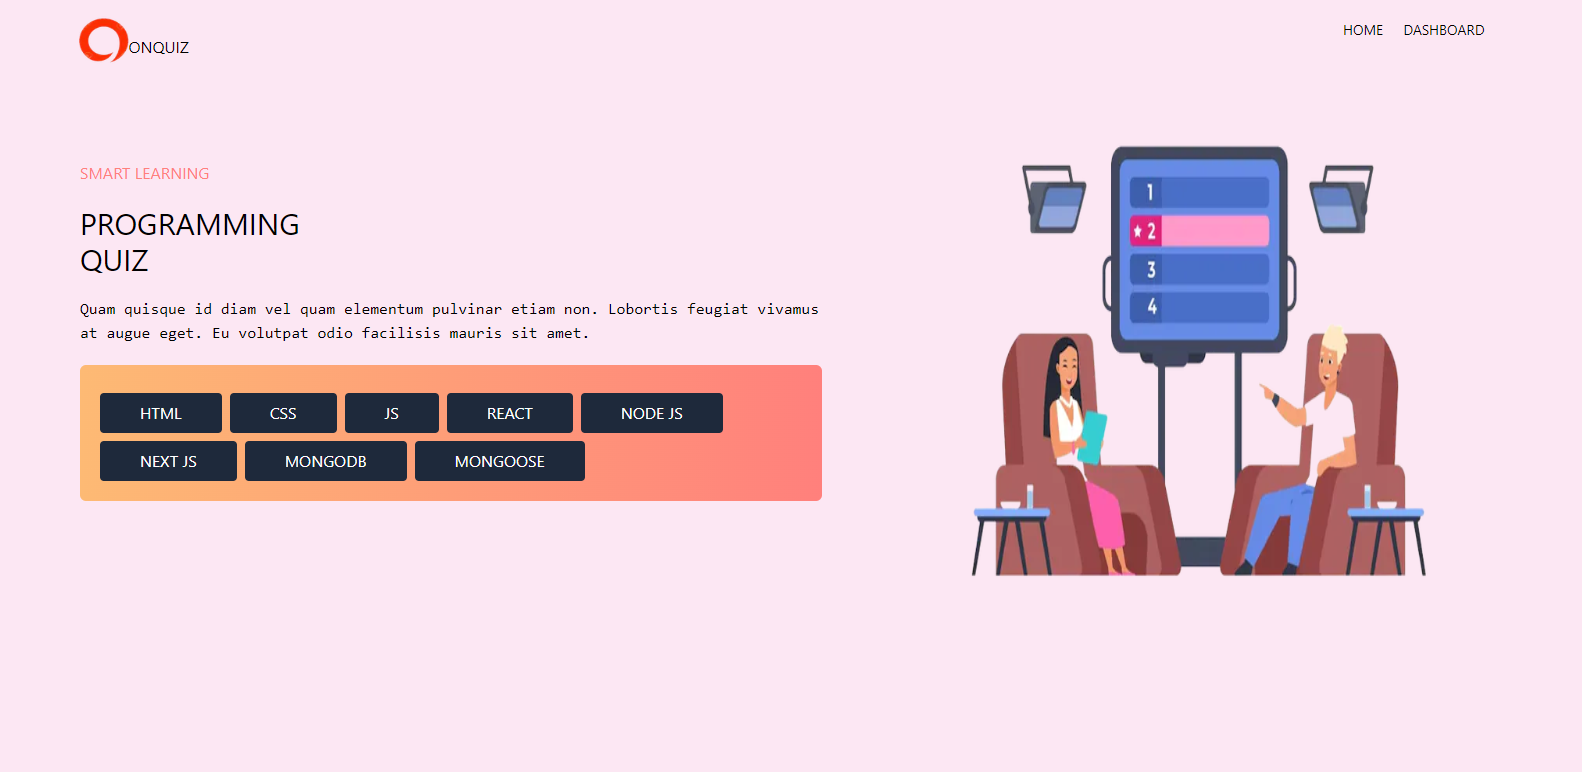 ONQUIZ
HOME DASHBOARD
SMART LEARNING
PROGRAMMING
QUIZ
Quam quisque id diam vel quam elementum pulvinar etiam non. Lobortis feugiat vivamus
at augue eget. Eu volutpat odio facilisis mauris sit amet.
HTML CSS JS REACT NODE JS
NEXT JS MONGODB MONGOOSE
1
2
3
4